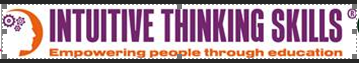 INTUITIVE THINKING SKILLS®
Empowering people through education